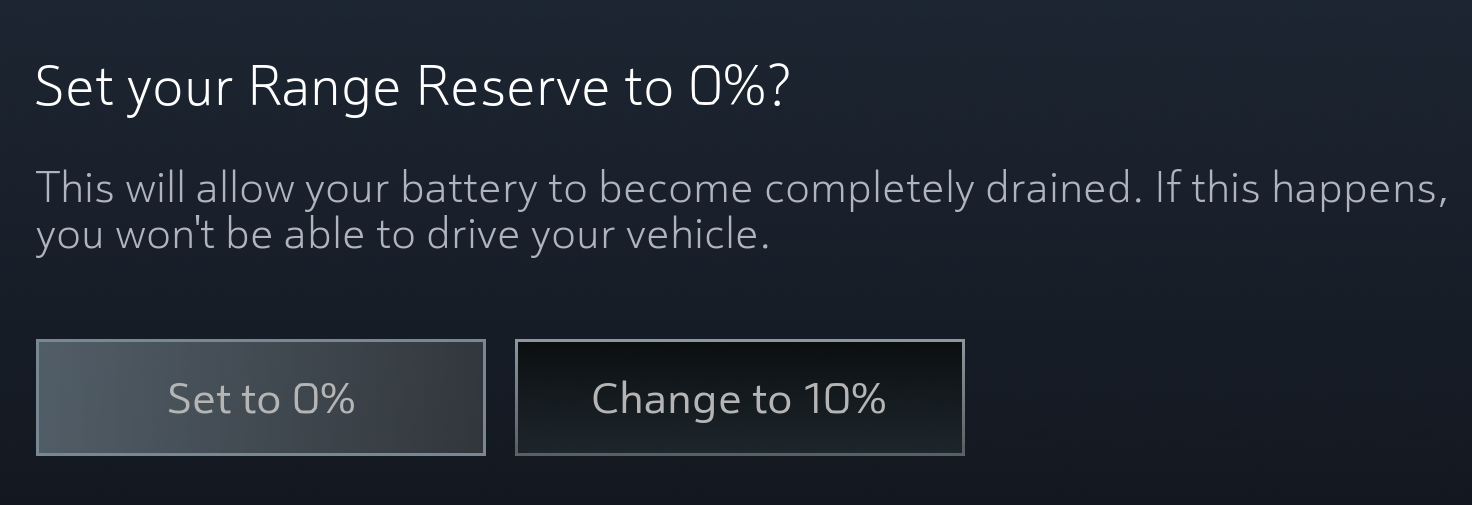 Set your Range Reserve to 0%?
This will allow your battery to become completely drained. If this happens,
you won't be able to drive your vehicle.
Set to 0%
Change to 10%